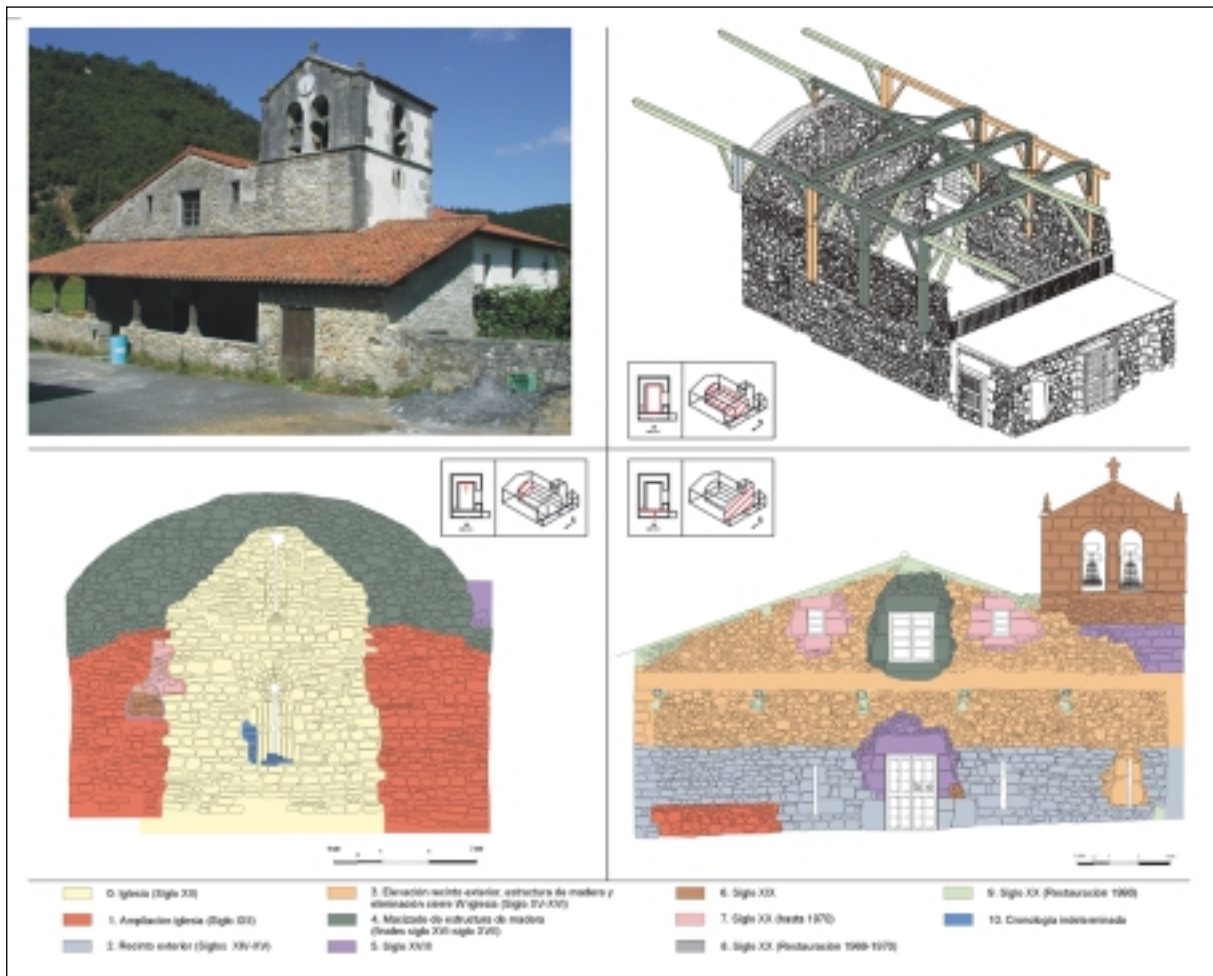 0. Iglesia (Siglo XII)
1. Ampliación iglesia (Siglo XIII)
2. Recinto exterior (Siglos XIV-XV)
3. Elevación recinto exterior, estructura de madera y
eliminación cierre W iglesia (Siglo XV-XVI)
4. Macizado de estructura de madera
(finales siglo XVI-siglo XVII)
5. Siglo XVIII
6. Siglo XIX
7. Siglo XX (hasta 1970)
8. Siglo XX (Restauración 1969-1970)
9. Siglo XX (Restauración 1990)
10. Cronología indeterminada